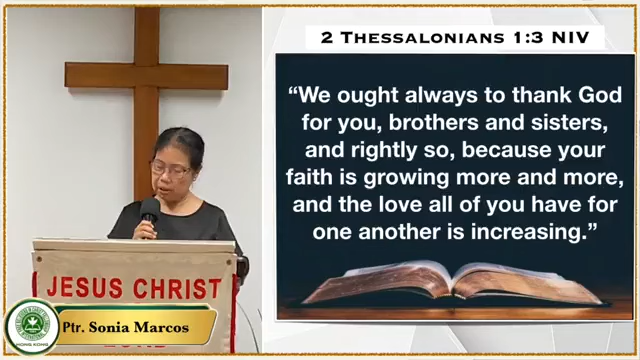 2 THESSALONIANS 1:3 NIV
“We ought always to thank God
for you, brothers and sisters,
and rightly so, because your
faith is growing more and more,
and the love all of you have for
one another is increasing.”
JESUS CHRIST
Ptr. Sonia Marcos
HONG KONG